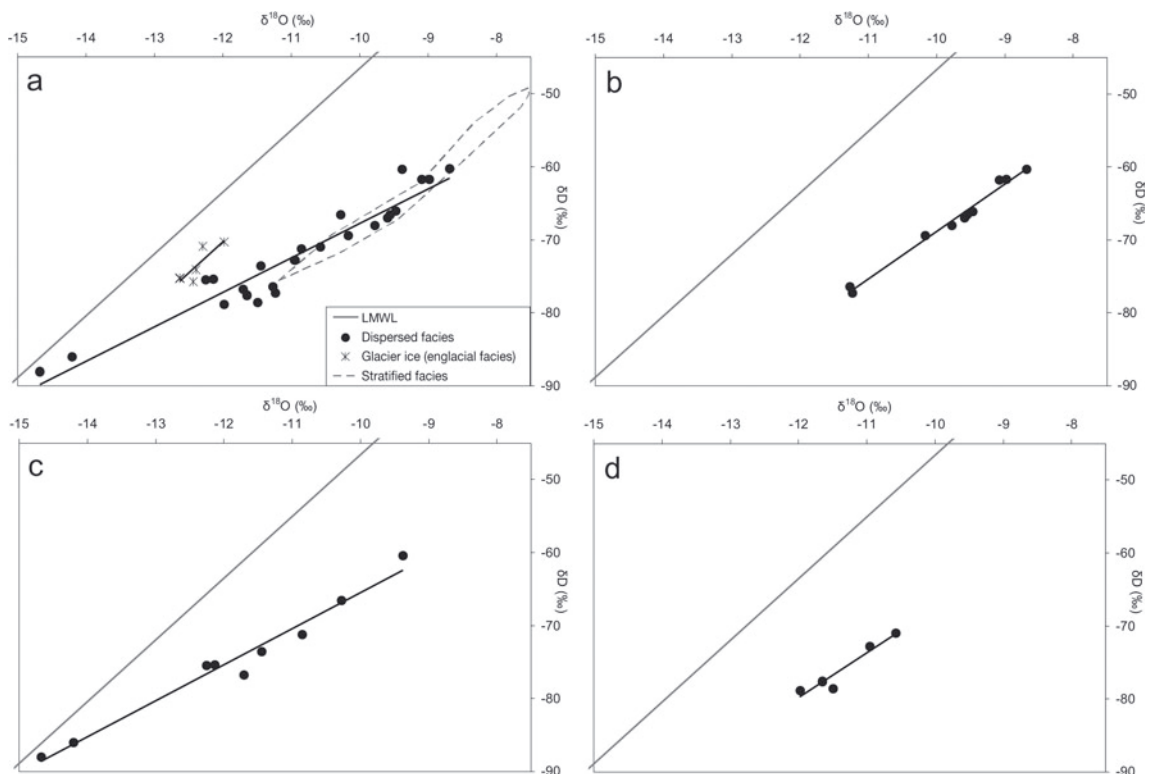 δ18O (‰)
-15 -14 -13 -12 -11 -10 -9 -8
a
-50
-60
-70
-80
-90
δD (‰)
LMWL
Dispersed facies
Glacier ice (englacial facies)
Stratified facies
δ18O (‰)
-15 -14 -13 -12 -11 -10 -9 -8
b
-50
-60
-70
-80
-90
δD (‰)
δ18O (‰)
-15 -14 -13 -12 -11 -10 -9 -8
c
-50
-60
-70
-80
-90
δD (‰)
δ18O (‰)
-15 -14 -13 -12 -11 -10 -9 -8
d
-50
-60
-70
-80
-90
δD (‰)